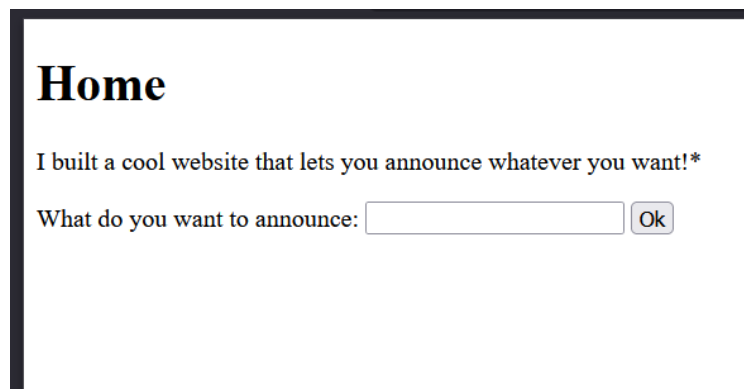 Home
I built a cool website that lets you announce whatever you want!*
What do you want to announce: Ok